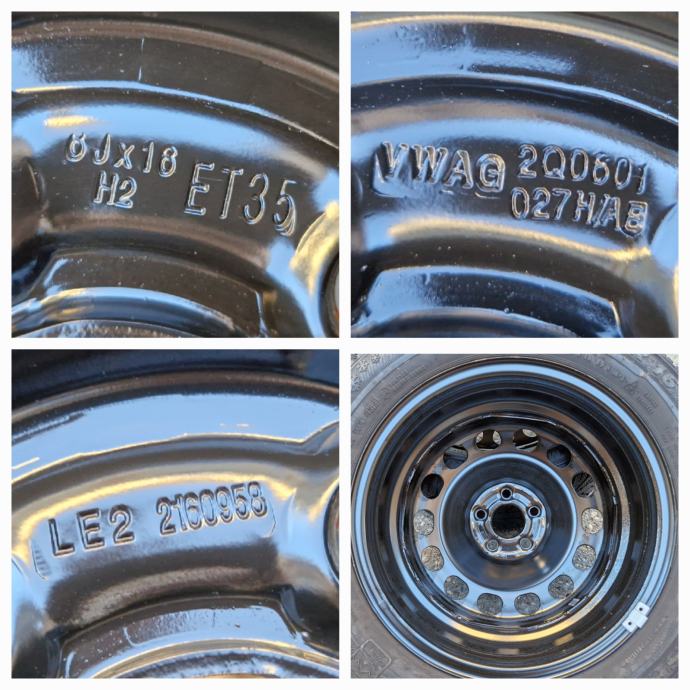 6Jx16
H2 ET35
VWAG 2Q0601
027H/AB
LE2 2160958